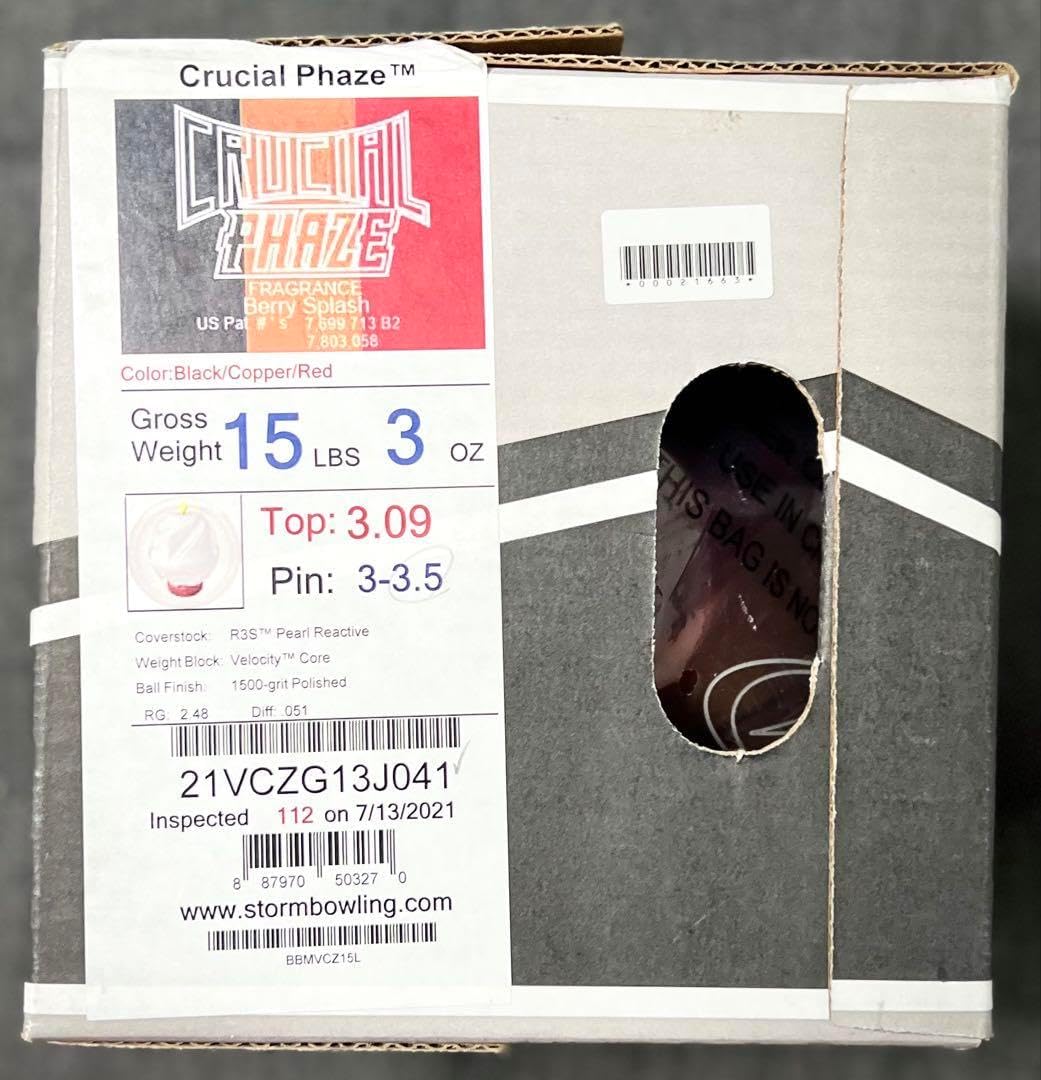 Crucial Phaze™
CRUCIAL
PHAZE
FRAGRANCE
Berry Splash
US Pat #'s 7,699,713 B2
7,803,058
Color:Black/Copper/Red
Gross
Weight 15 LBS 3 OZ
Top: 3.09
Pin: 3-3.5
Coverstock: R3S™ Pearl Reactive
Weight Block: Velocity™ Core
Ball Finish: 1500-grit Polished
RG: 2.48 Diff: .051
21VCZG13J041
Inspected 112 on 7/13/2021
8 87970 50327 0
www.stormbowling.com
BBMVCZ15L
*00021663*
USE IN C
THIS BAG IS NO